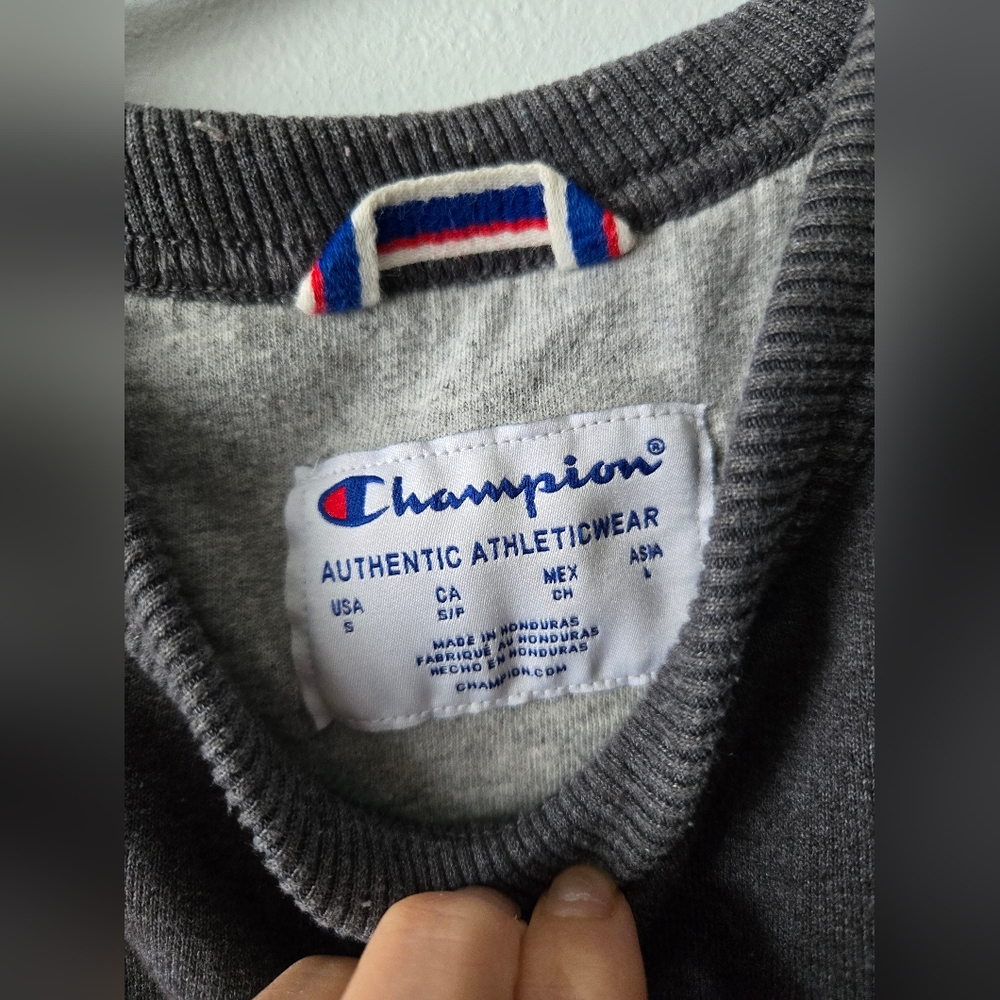 Champion®
AUTHENTIC ATHLETICWEAR
USA CA MEX ASIA
S S/P CH L
MADE IN HONDURAS
FABRIQUÉ AU HONDURAS
HECHO EN HONDURAS
CHAMPION.COM